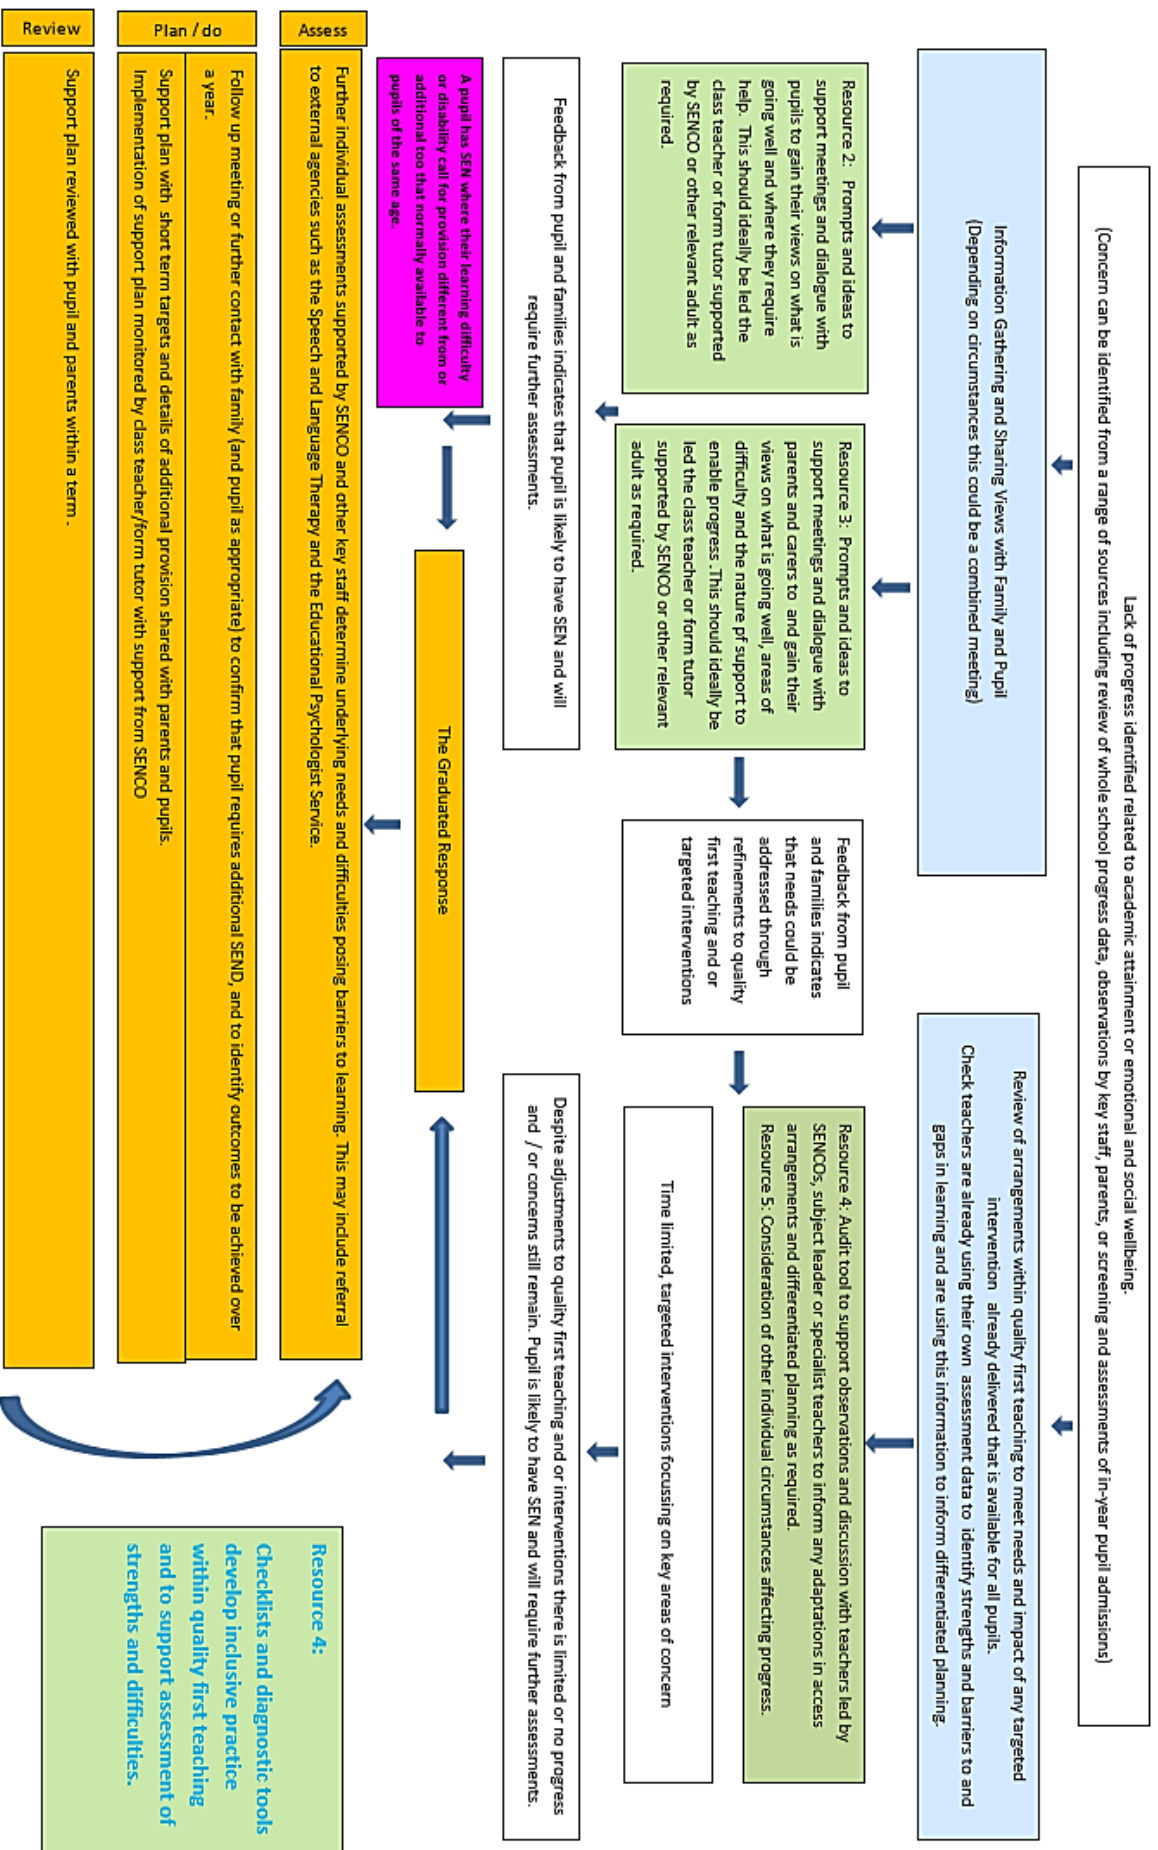 Lack of progress identified related to academic attainment or emotional and social wellbeing.
(Concern can be identified from a range of sources including review of whole school progress data, observations by key staff, parents, or screening and assessments of in-year pupil admissions)
Information Gathering and Sharing Views with Family and Pupil
(Depending on circumstances this could be a combined meeting)
Review of arrangements within quality first teaching to meet needs and impact of any targeted
intervention already delivered that is available for all pupils.
Check teachers are already using their own assessment data to identify strengths and barriers to and
gaps in learning and are using this information to inform differentiated planning.
Resource 2: Prompts and ideas to
support meetings and dialogue with
pupils to gain their views on what is
going well and where they require
help. This should ideally be led the
class teacher or form tutor supported
by SENCO or other relevant adult as
required.
Resource 3: Prompts and ideas to
support meetings and dialogue with
parents and carers to and gain their
views on what is going well, areas of
difficulty and the nature pf support to
enable progress . This should ideally be
led the class teacher or form tutor
supported by SENCO or other relevant
adult as required.
Feedback from pupil
and families indicates
that needs could be
addressed through
refinements to quality
first teaching and or
targeted interventions
Resource 4: Audit tool to support observations and discussion with teachers led by
SENCOs, subject leader or specialist teachers to inform any adaptations in access
arrangements and differentiated planning as required.
Resource 5: Consideration of other individual circumstances affecting progress.
Time limited, targeted interventions focussing on key areas of concern
Feedback from pupil and families indicates that pupil is likely to have SEN and will
require further assessments.
Despite adjustments to quality first teaching and or interventions there is limited or no progress
and / or concerns still remain. Pupil is likely to have SEN and will require further assessments.
A pupil has SEN where their learning difficulty
or disability call for provision different from or
additional too that normally available to
pupils of the same age.
The Graduated Response
Assess
Further individual assessments supported by SENCO and other key staff determine underlying needs and difficulties posing barriers to learning. This may include referral
to external agencies such as the Speech and Language Therapy and the Educational Psychologist Service.
Plan / do
Follow up meeting or further contact with family (and pupil as appropriate) to confirm that pupil requires additional SEND, and to identify outcomes to be achieved over
a year.
Support plan with short term targets and details of additional provision shared with parents and pupils.
Implementation of support plan monitored by class teacher/form tutor with support from SENCO
Review
Support plan reviewed with pupil and parents within a term .
Resource 4:
Checklists and diagnostic tools
develop inclusive practice
within quality first teaching
and to support assessment of
strengths and difficulties.